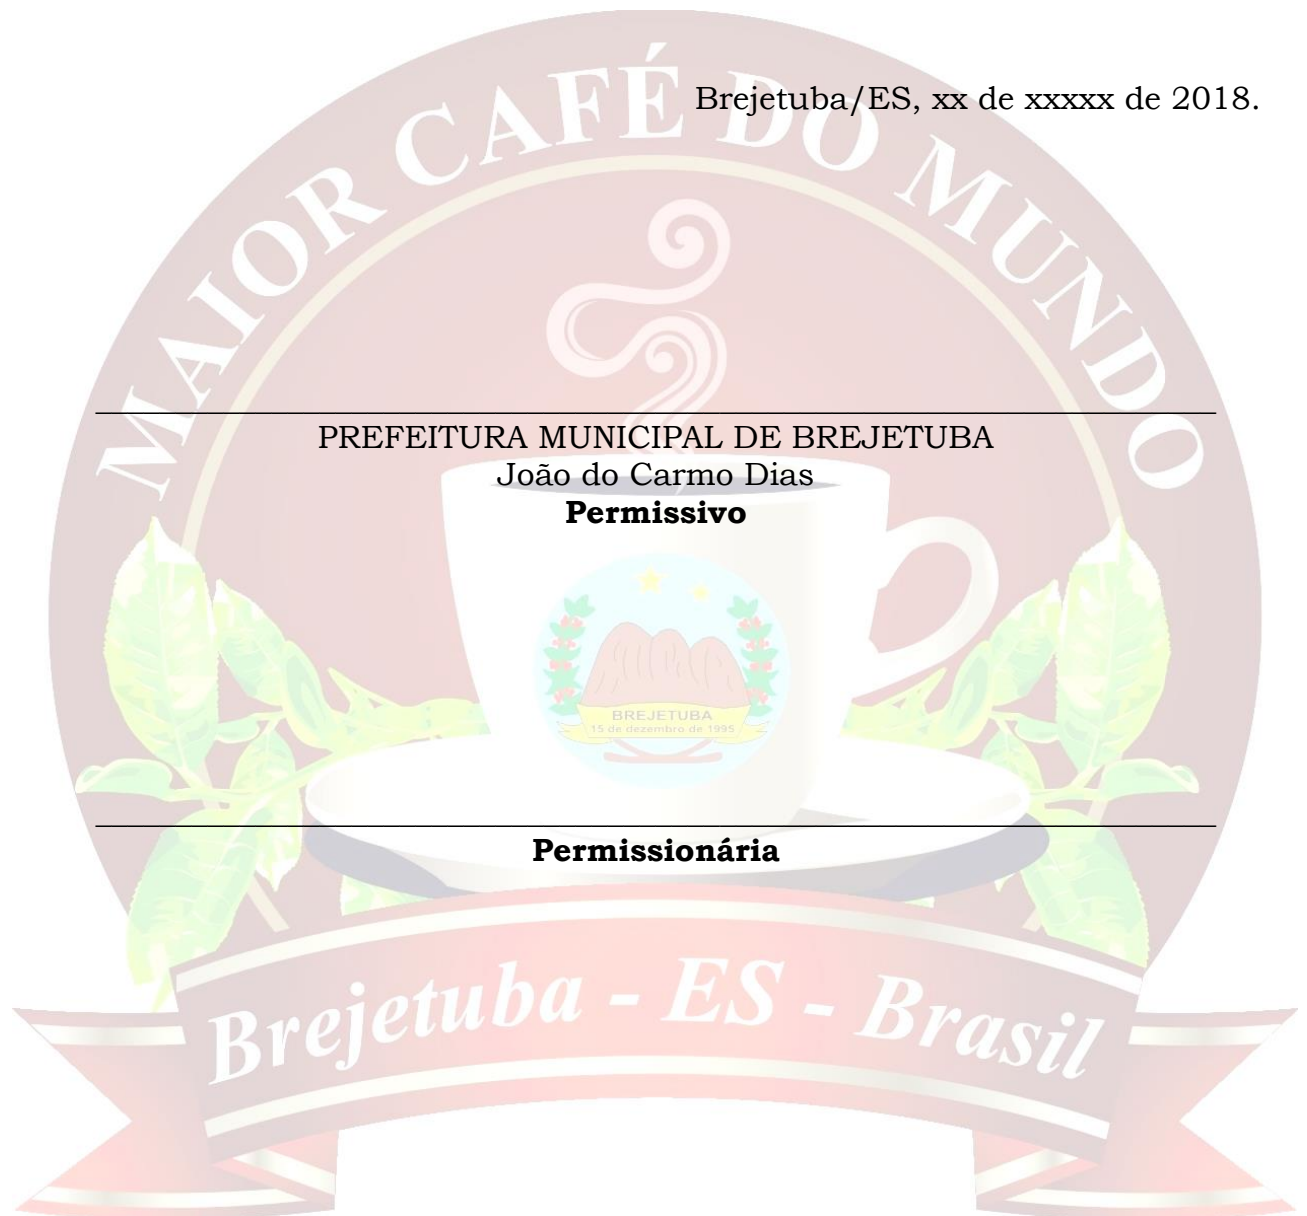 MAIOR CAFÉ DO MUNDO
Brejetuba/ES, xx de xxxxx de 2018.
PREFEITURA MUNICIPAL DE BREJETUBA
João do Carmo Dias
Permissivo
BREJETUBA
15 de dezembro de 1995
Permissionária
Brejetuba - ES - Brasil